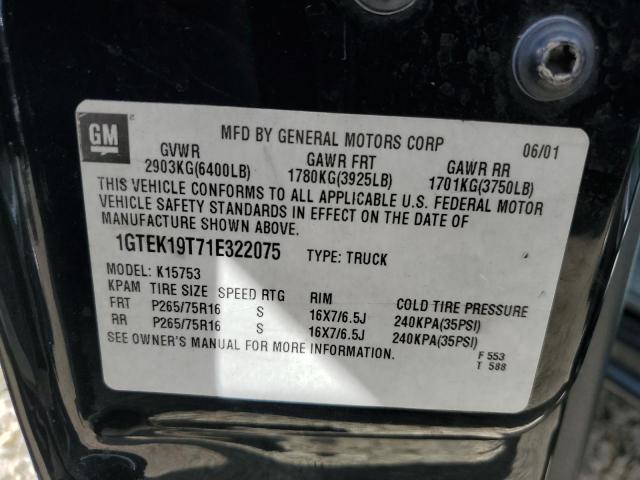 GM
MFD BY GENERAL MOTORS CORP 06/01
GVWR GAWR FRT GAWR RR
2903KG(6400LB) 1780KG(3925LB) 1701KG(3750LB)
THIS VEHICLE CONFORMS TO ALL APPLICABLE U.S. FEDERAL MOTOR
VEHICLE SAFETY STANDARDS IN EFFECT ON THE DATE OF
MANUFACTURE SHOWN ABOVE.
1GTEK19T71E322075 TYPE: TRUCK
MODEL: K15753
KPAM TIRE SIZE SPEED RTG RIM COLD TIRE PRESSURE
FRT P265/75R16 S 16X7/6.5J 240KPA(35PSI)
RR P265/75R16 S 16X7/6.5J 240KPA(35PSI)
SEE OWNER'S MANUAL FOR MORE INFORMATION.
F 553
T 588